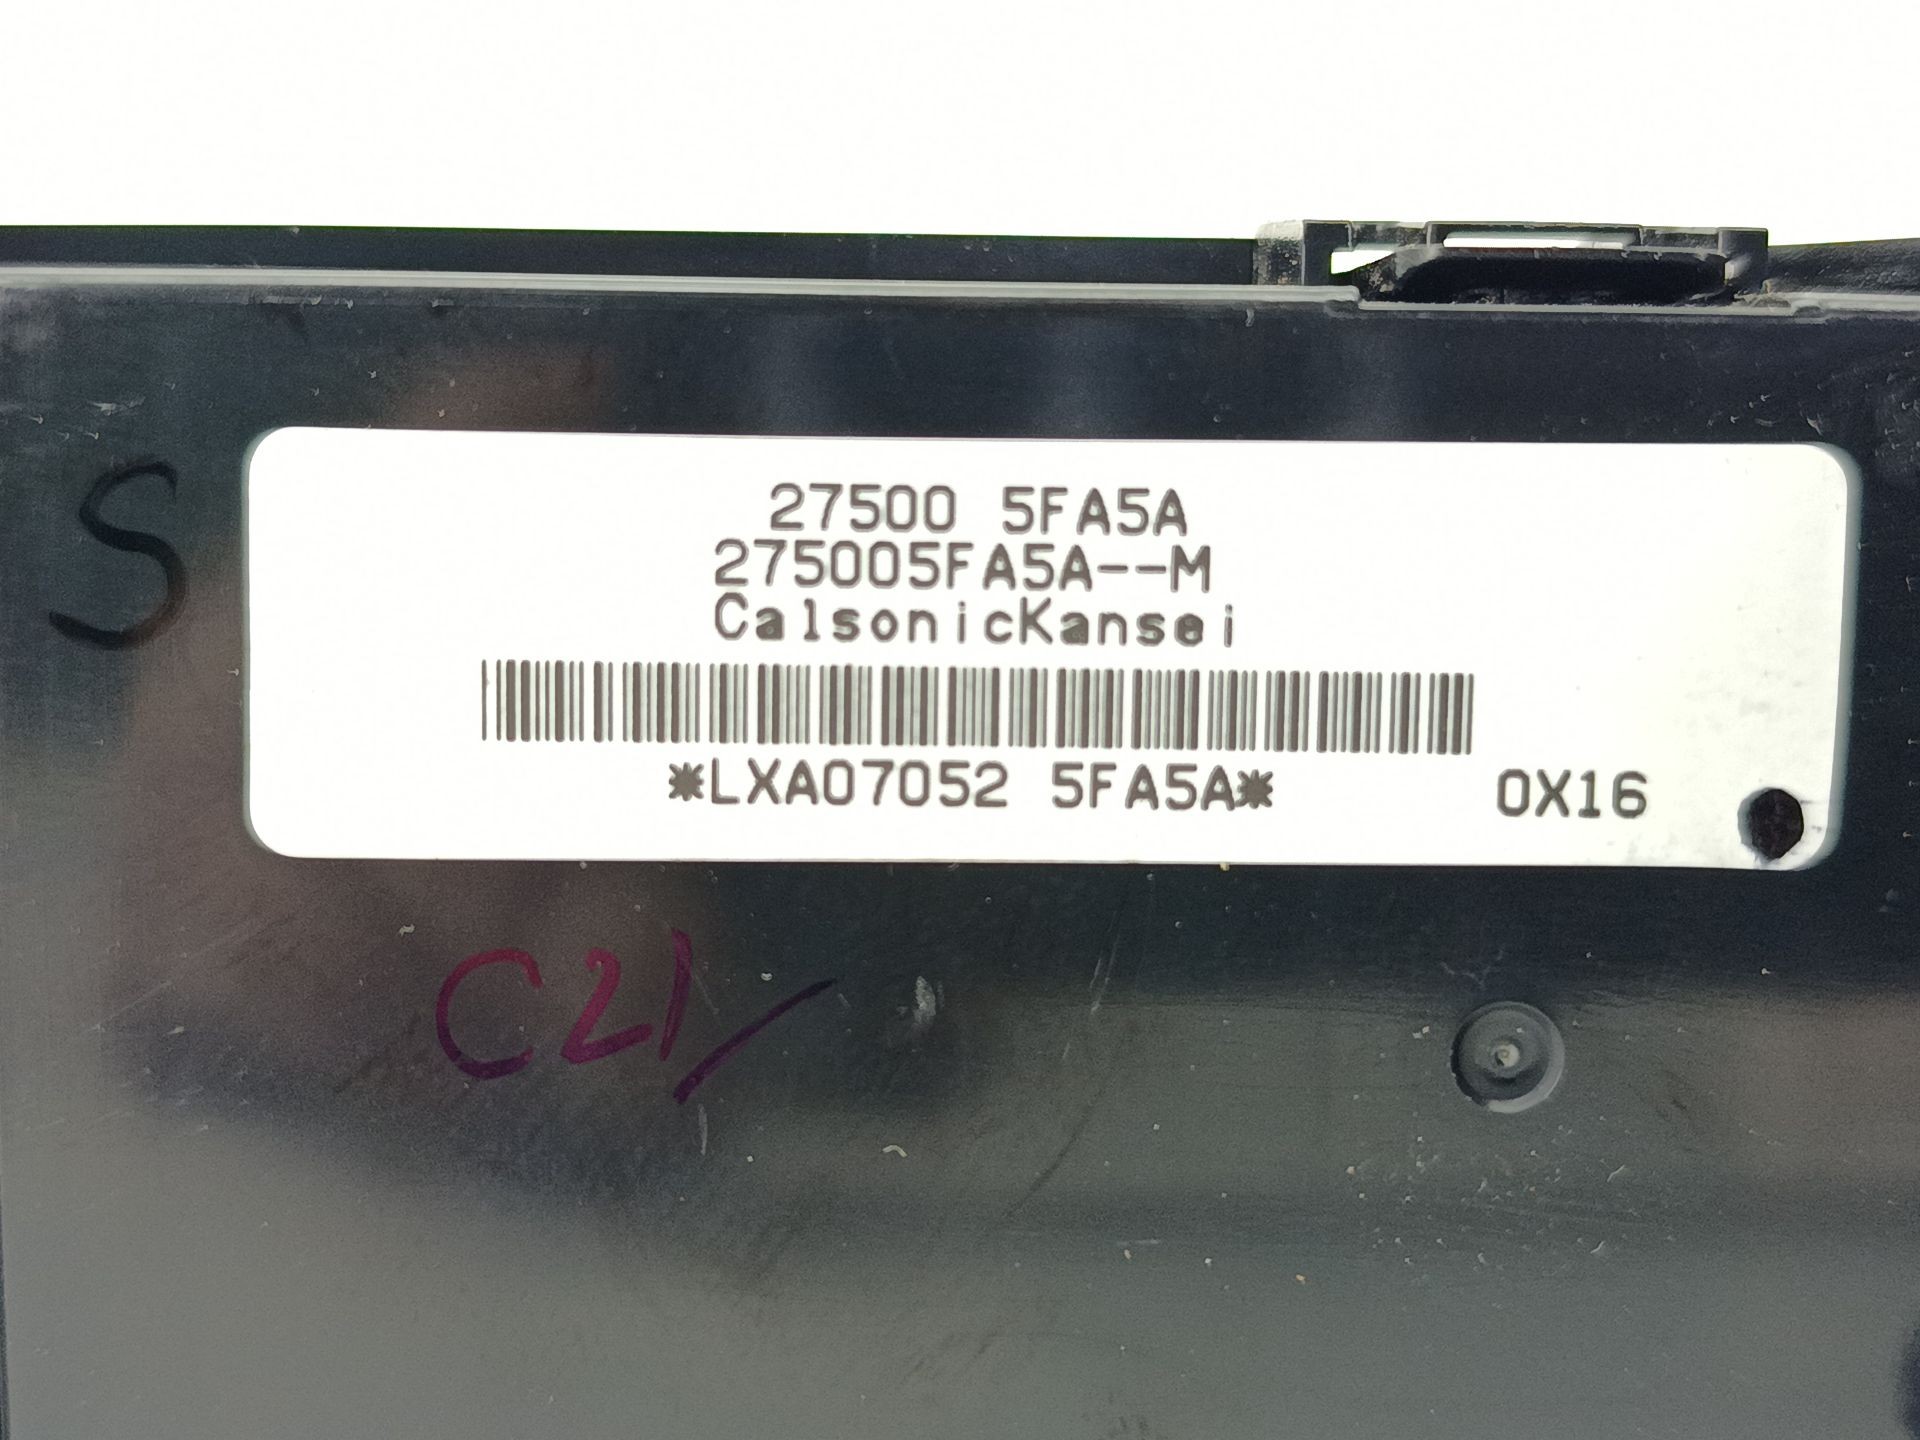 S
27500 5FA5A
275005FA5A--M
CalsonicKansei
*LXA07052 5FA5A* 0X16
C21/